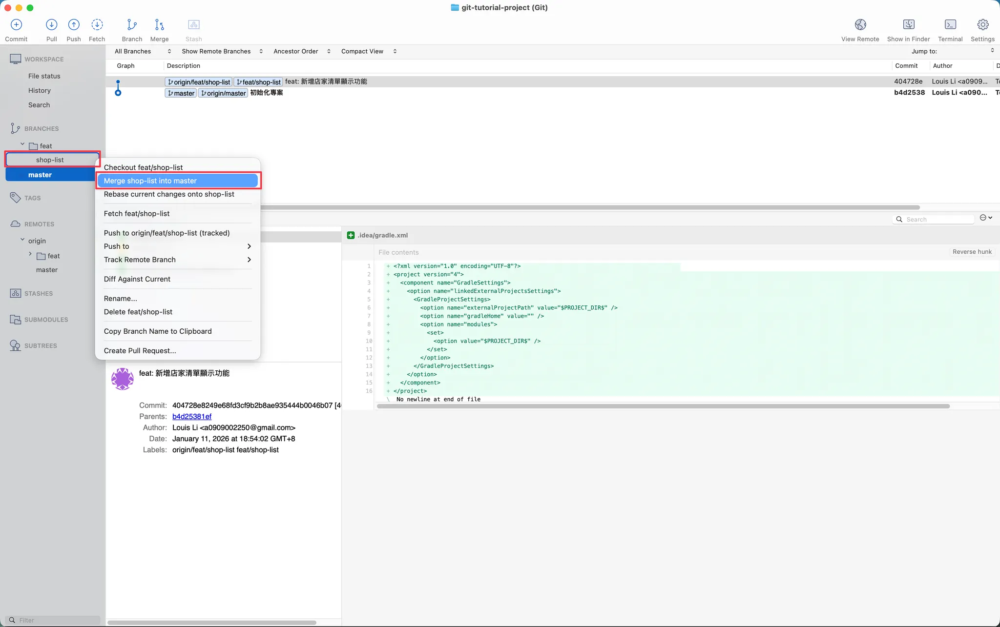 git-tutorial-project (Git)
Commit Pull Push Fetch Branch Merge Stash View Remote Show in Finder Terminal Settings
WORKSPACE
File status
History
Search
BRANCHES
feat
shop-list
master
TAGS
REMOTES
origin
feat
master
STASHES
SUBMODULES
SUBTREES
Filter
All Branches Show Remote Branches Ancestor Order Compact View Jump to:
Graph Description Commit Author D
origin/feat/shop-list feat/shop-list feat: 新增店家清單顯示功能 404728e Louis Li <a0909... To
master origin/master 初始化專案 b4d2538 Louis Li <a090... To
Checkout feat/shop-list
Merge shop-list into master
Rebase current changes onto shop-list
Fetch feat/shop-list
Push to origin/feat/shop-list (tracked)
Push to
Track Remote Branch
Diff Against Current
Rename...
Delete feat/shop-list
Copy Branch Name to Clipboard
Create Pull Request...
Search
feat: 新增店家清單顯示功能
Commit: 404728e8249e68fd3cf9b2b8ae935444b0046b07 [4
Parents: b4d25381ef
Author: Louis Li <a0909002250@gmail.com>
Date: January 11, 2026 at 18:54:02 GMT+8
Labels: origin/feat/shop-list feat/shop-list
.idea/gradle.xml
File contents Reverse hunk
1 + <?xml version="1.0" encoding="UTF-8"?>
2 + <project version="4">
3 + <component name="GradleSettings">
4 + <option name="linkedExternalProjectsSettings">
5 + <GradleProjectSettings>
6 + <option name="externalProjectPath" value="$PROJECT_DIR$" />
7 + <option name="gradleHome" value="" />
8 + <option name="modules">
9 + <set>
10 + <option value="$PROJECT_DIR$" />
11 + </set>
12 + </option>
13 + </GradleProjectSettings>
14 + </option>
15 + </component>
16 + </project>
\ No newline at end of file